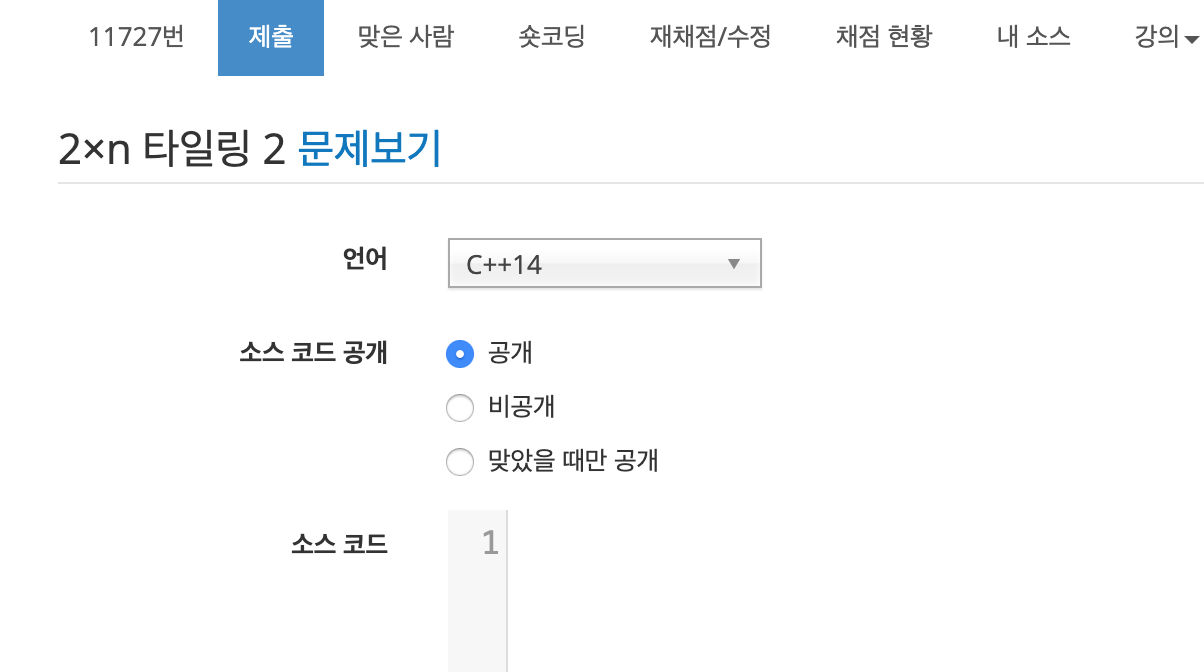 11727번 제출 맞은 사람 숏코딩 재채점/수정 채점 현황 내 소스 강의
2×n 타일링 2 문제보기
언어 C++14
소스 코드 공개 공개
비공개
맞았을 때만 공개
소스 코드 1